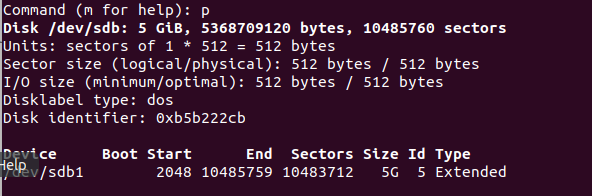 Command (m for help): p
Disk /dev/sdb: 5 GiB, 5368709120 bytes, 10485760 sectors
Units: sectors of 1 * 512 = 512 bytes
Sector size (logical/physical): 512 bytes / 512 bytes
I/O size (minimum/optimal): 512 bytes / 512 bytes
Disklabel type: dos
Disk identifier: 0xb5b222cb
Device Boot Start End Sectors Size Id Type
Help
/dev/sdb1 2048 10485759 10483712 5G 5 Extended